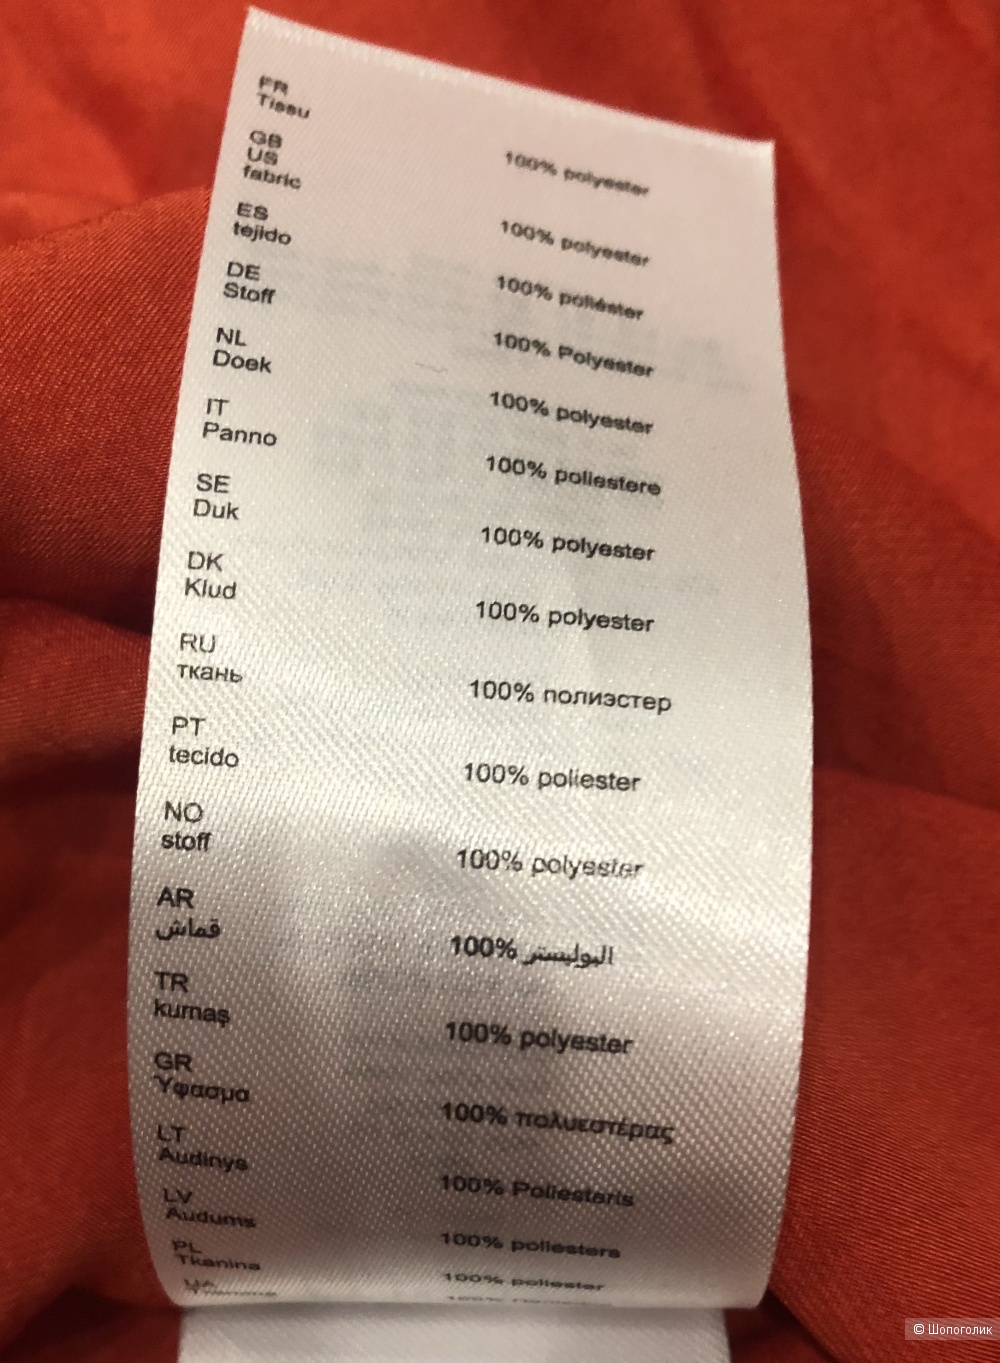 FR
Tissu
100% polyester
GB
US
fabric
100% polyester
ES
tejido
100% poliéster
DE
Stoff
100% Polyester
NL
Doek
100% polyester
IT
Panno
100% poliestere
SE
Duk
100% polyester
DK
Klud
100% polyester
RU
ткань
100% полиэстер
PT
tecido
100% poliester
NO
stoff
100% polyester
AR
قماش
100% البوليستر
TR
kumaş
100% polyester
GR
Ύφασμα
100% πολυεστέρας
LT
Audinys
100% Poliesteris
LV
Audums
100% poliesters
PL
Tkanina
100% poliester
© Шопоголик